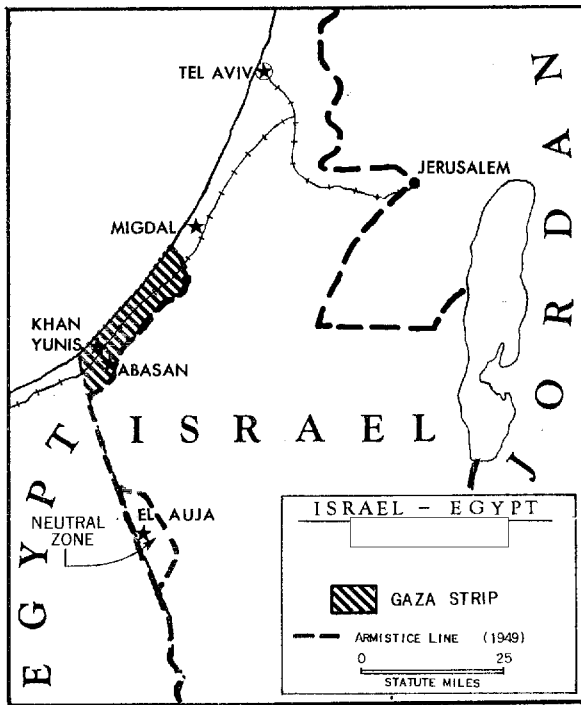 TEL AVIV
JERUSALEM
MIGDAL
KHAN
YUNIS
ABASAN
ISRAEL
JORDAN
EGYPT
EL AUJA
NEUTRAL
ZONE
ISRAEL - EGYPT
GAZA STRIP
ARMISTICE LINE (1949)
0 25
STATUTE MILES